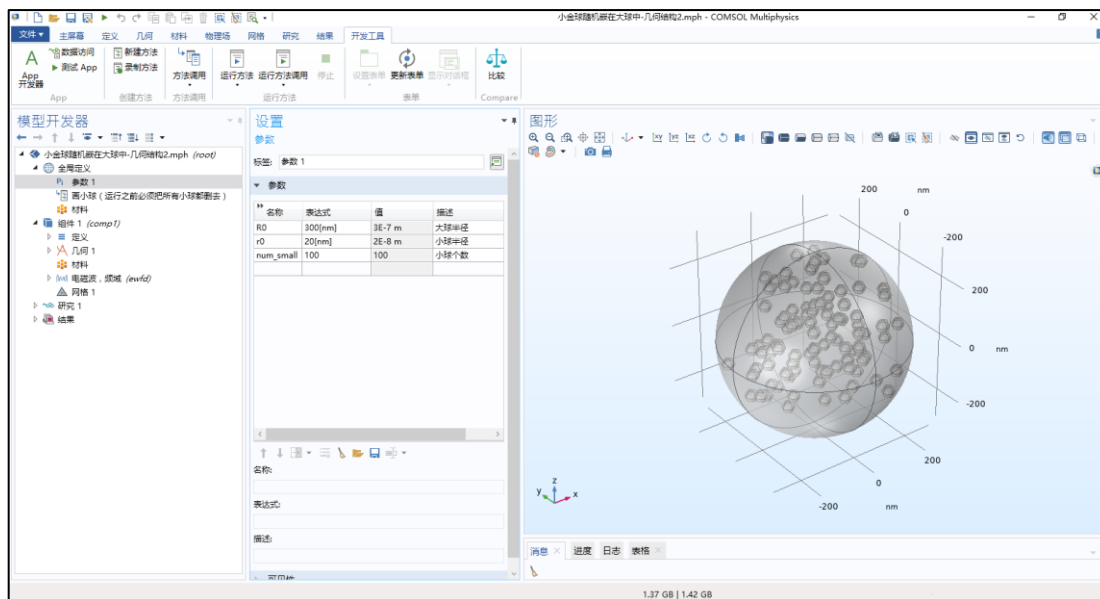 小金球随机嵌在大球中-几何结构2.mph - COMSOL Multiphysics
文件 主屏幕 定义 几何 材料 物理场 网格 研究 结果 开发工具
App 开发器 数据访问 测试 App 新建方法 录制方法 方法调用 运行方法 运行方法调用 停止 设置表单 更新表单 显示对话框 比较
App 创建方法 方法调用 运行方法 表单 Compare
模型开发器
小金球随机嵌在大球中-几何结构2.mph (root)
全局定义
Pi 参数 1
画小球（运行之前必须把所有小球都删去）
材料
组件 1 (comp1)
定义
几何 1
材料
电磁波，频域 (ewfd)
网格 1
研究 1
结果
设置
参数
标签: 参数 1
参数
名称 表达式 值 描述
R0 300[nm] 3E-7 m 大球半径
r0 20[nm] 2E-8 m 小球半径
num_small 100 100 小球个数
名称:
表达式:
描述:
可见性
图形
xy yz xz
200 nm
0
-200
200
0 nm
-200
200
0
-200 nm
z
y x
消息 进度 日志 表格
1.37 GB | 1.42 GB